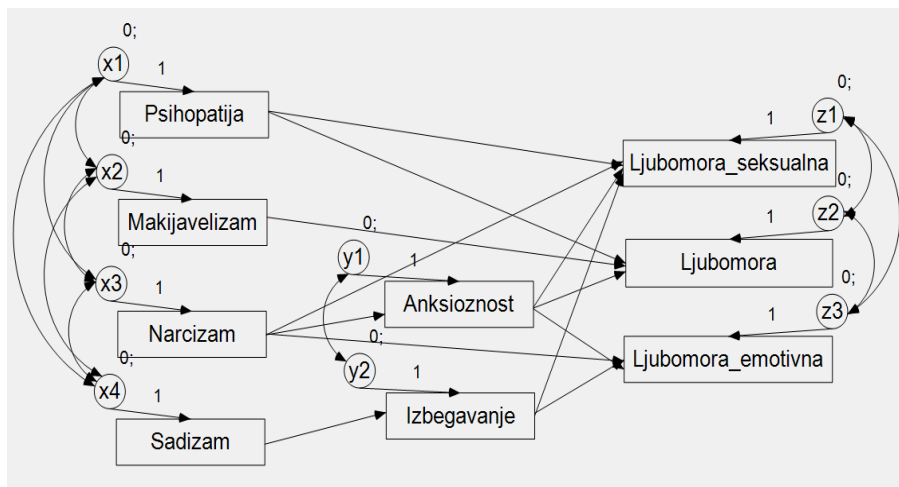 0;
x1
1
Psihopatija
0;
x2
1
Makijavelizam
0;
x3
1
Narcizam
0;
x4
1
Sadizam
0;
y1
1
Anksioznost
0;
y2
1
Izbegavanje
0;
z1
1
Ljubomora_seksualna
0;
z2
1
Ljubomora
0;
z3
1
Ljubomora_emotivna